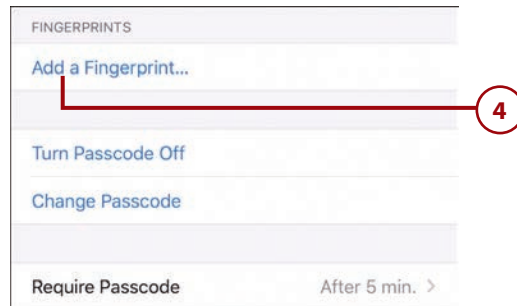 FINGERPRINTS
Add a Fingerprint...
4
Turn Passcode Off
Change Passcode
Require Passcode After 5 min. >